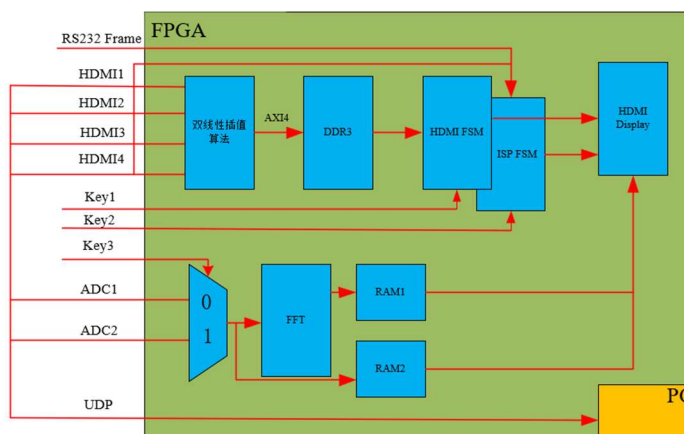 FPGA
RS232 Frame
HDMI1
HDMI2
HDMI3
HDMI4
双线性插值
算法
AXI4
DDR3
HDMI FSM
ISP FSM
HDMI
Display
Key1
Key2
Key3
ADC1
ADC2
0
1
FFT
RAM1
RAM2
UDP